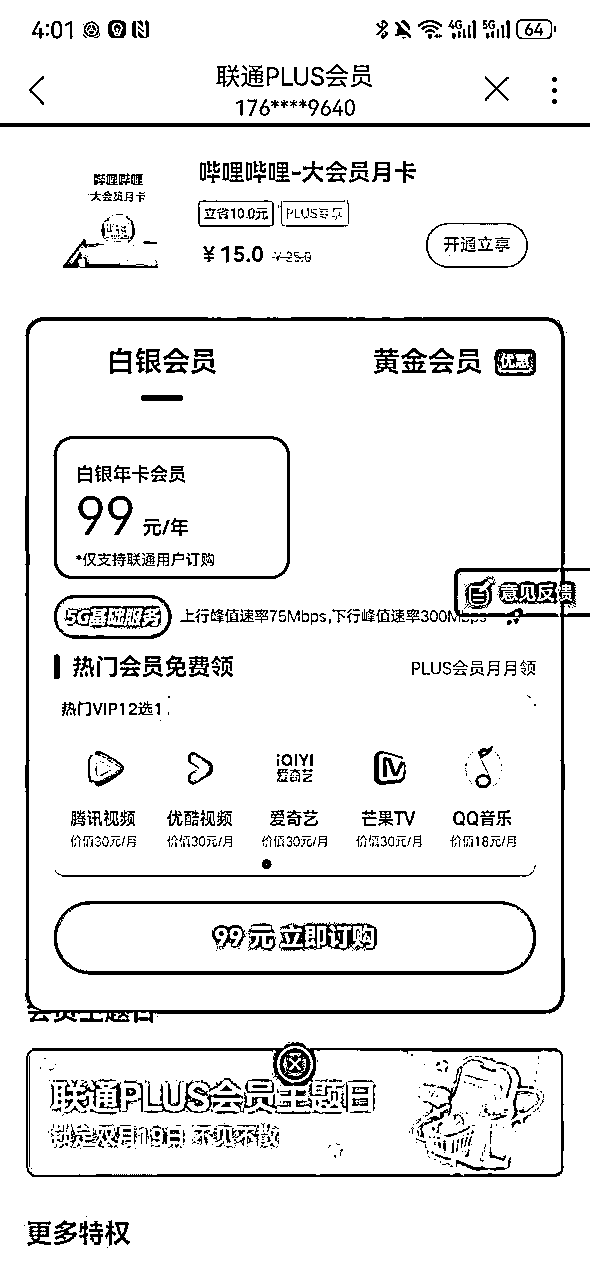 4:01
4G 5G 64
联通PLUS会员
176****9640
哔哩哔哩
大会员月卡
哔哩哔哩-大会员月卡
立省10.0元 PLUS专享
¥15.0 ¥25.0
开通立享
白银会员 黄金会员 优惠
白银年卡会员
99元/年
*仅支持联通用户订购
意见反馈
5G基础服务 上行峰值速率75Mbps,下行峰值速率300Mbps
热门会员免费领 PLUS会员月月领
热门VIP12选1
iQIYI
爱奇艺
腾讯视频 优酷视频 爱奇艺 芒果TV QQ音乐
价值30元/月 价值30元/月 价值30元/月 价值30元/月 价值18元/月
99元 立即订购
会员主题日
联通PLUS会员主题日
锁定双月19日 不见不散
更多特权